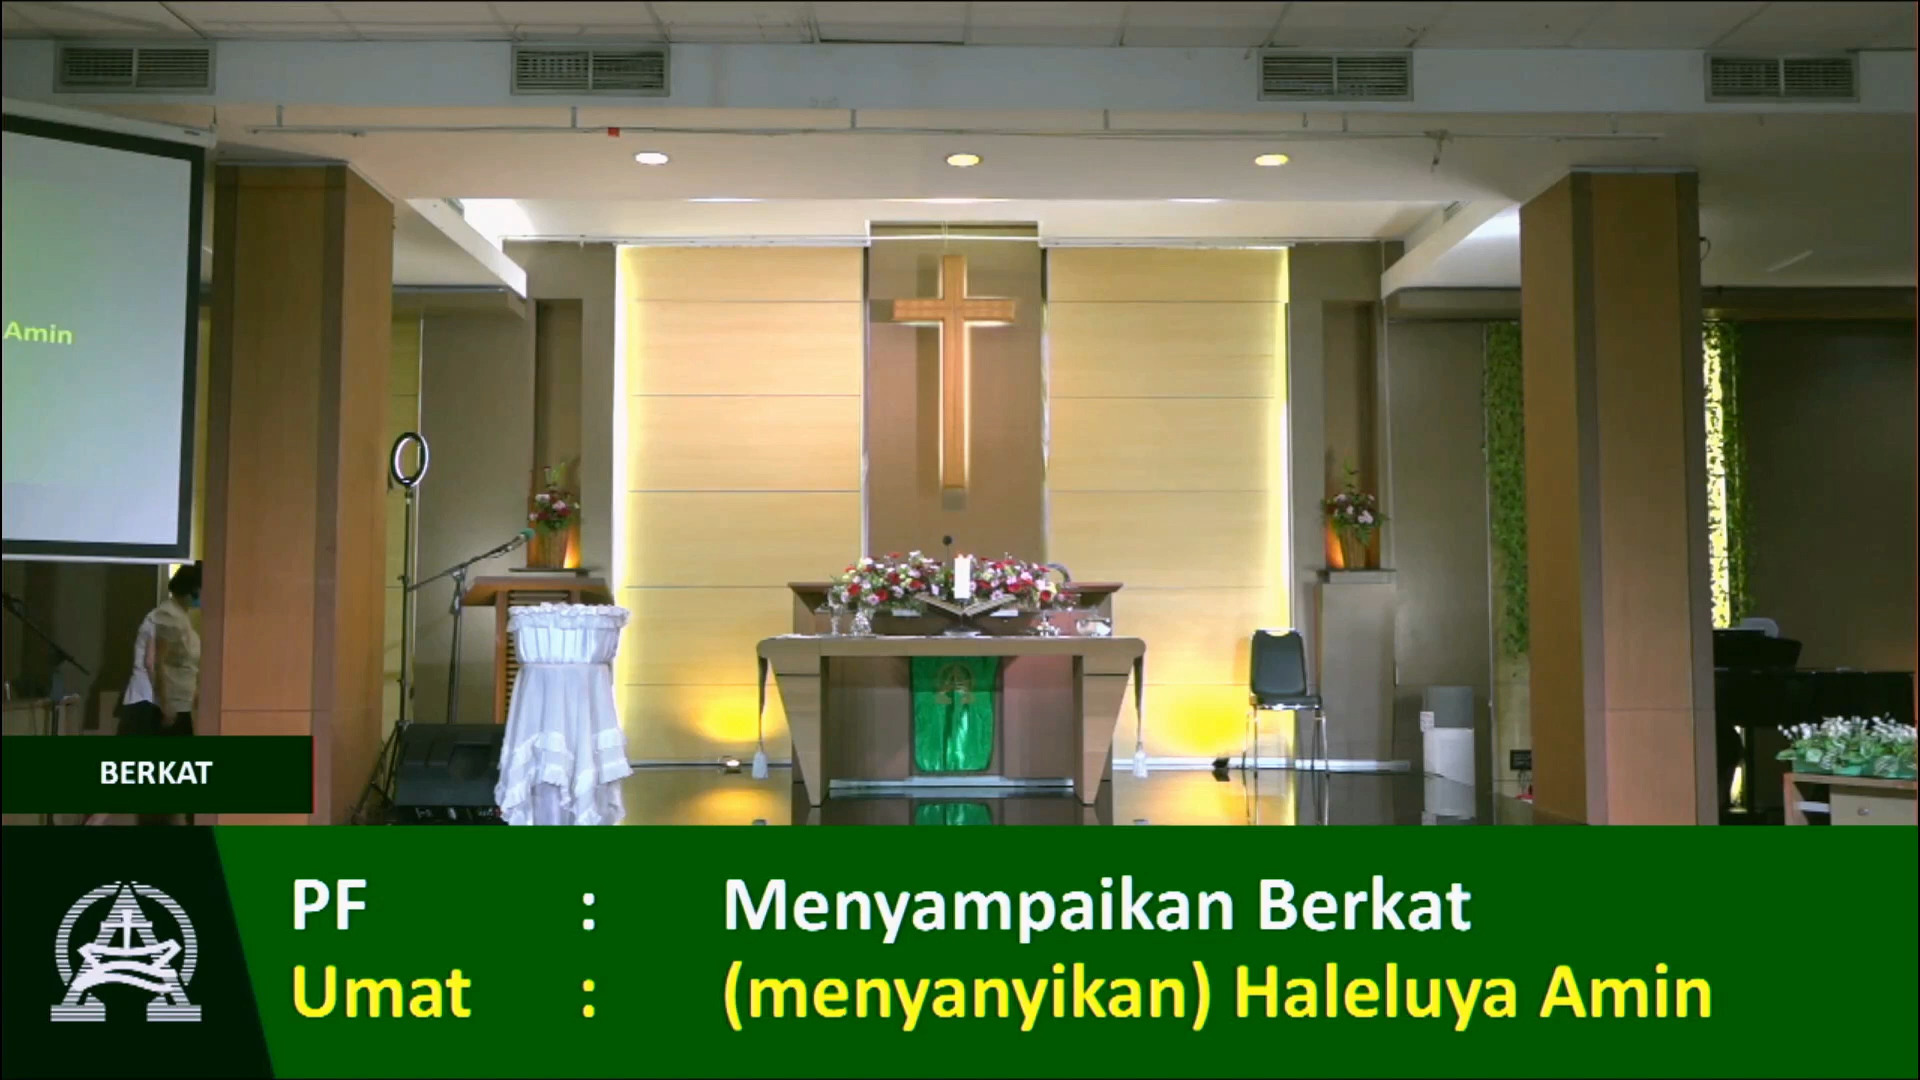 Amin
BERKAT
PF : Menyampaikan Berkat
Umat : (menyanyikan) Haleluya Amin